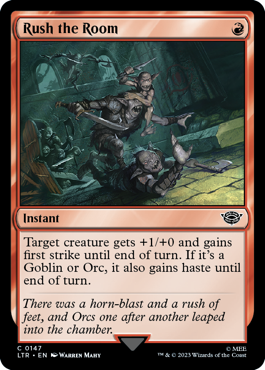 Rush the Room
Instant
Target creature gets +1/+0 and gains
first strike until end of turn. If it's a
Goblin or Orc, it also gains haste until
end of turn.
There was a horn-blast and a rush of
feet, and Orcs one after another leaped
into the chamber.
C 0147
LTR • EN WARREN MAHY
© MEE
™ & © 2023 Wizards of the Coast